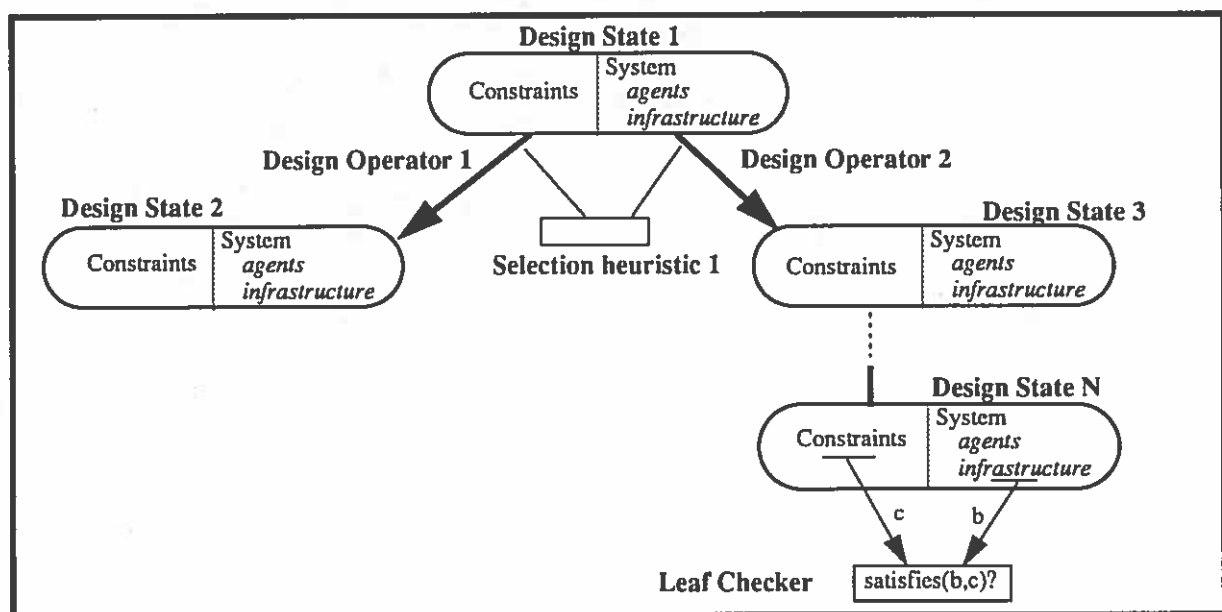 Design State 1
Constraints
System
agents
infrastructure
Design Operator 1
Design Operator 2
Design State 2
Constraints
System
agents
infrastructure
Selection heuristic 1
Design State 3
Constraints
System
agents
infrastructure
Design State N
Constraints
System
agents
infrastructure
c
b
Leaf Checker
satisfies(b,c)?